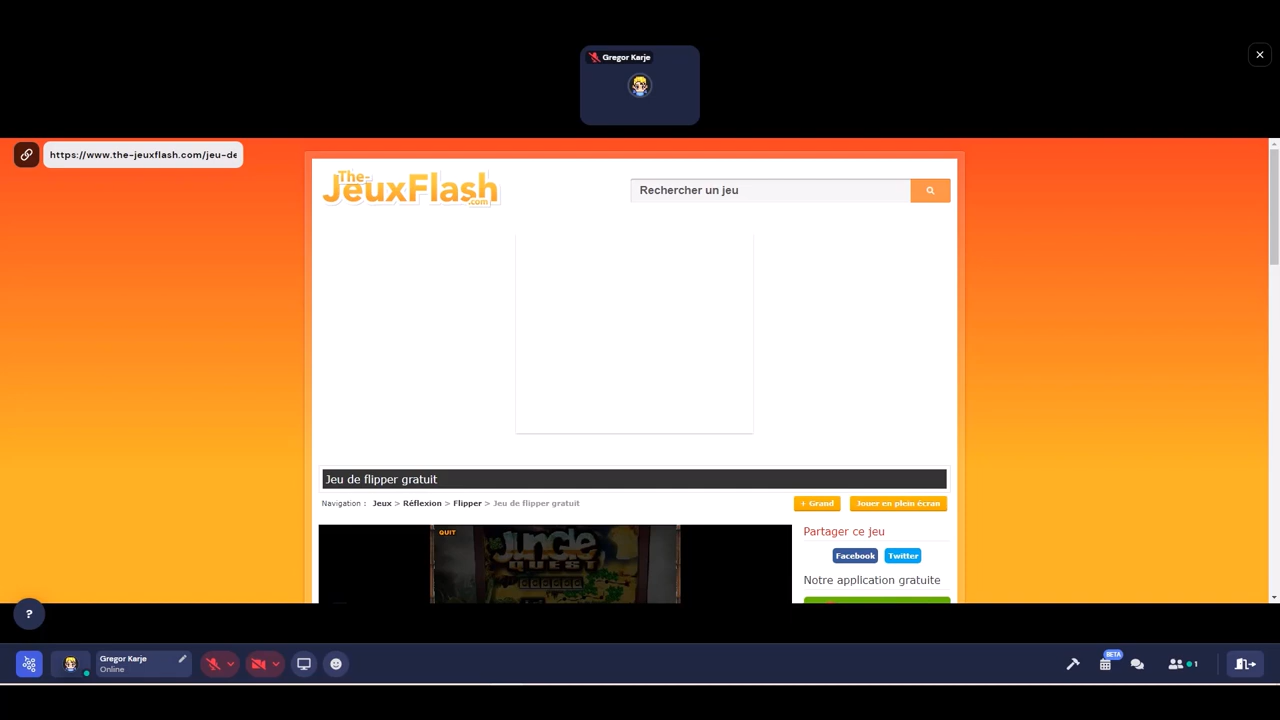 Gregor Karje
https://www.the-jeuxflash.com/jeu-de
The-
JeuxFlash
.com
Rechercher un jeu
Jeu de flipper gratuit
Navigation : Jeux > Réflexion > Flipper > Jeu de flipper gratuit
+ Grand
Jouer en plein écran
QUIT
Jungle
QUEST
Partager ce jeu
Facebook
Twitter
Notre application gratuite
?
Gregor Karje
Online
BETA
1